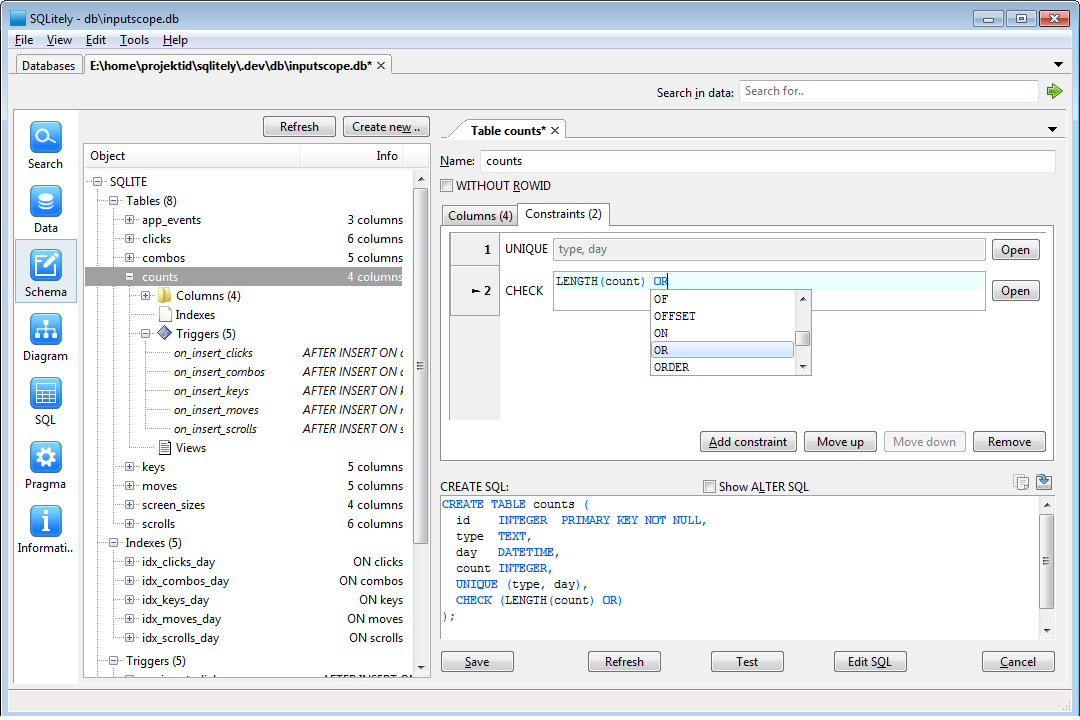 SQLitely - db\inputscope.db
File View Edit Tools Help
Databases E:\home\projektid\sqlitely\.dev\db\inputscope.db*
Search in data: Search for..
Search
Data
Schema
Diagram
SQL
Pragma
Informati..
Refresh Create new ..
Object Info
SQLITE
Tables (8)
app_events 3 columns
clicks 6 columns
combos 5 columns
counts 4 columns
Columns (4)
Indexes
Triggers (5)
on_insert_clicks AFTER INSERT ON
on_insert_combos AFTER INSERT ON
on_insert_keys AFTER INSERT ON
on_insert_moves AFTER INSERT ON
on_insert_scrolls AFTER INSERT ON
Views
keys 5 columns
moves 5 columns
screen_sizes 4 columns
scrolls 6 columns
Indexes (5)
idx_clicks_day ON clicks
idx_combos_day ON combos
idx_keys_day ON keys
idx_moves_day ON moves
idx_scrolls_day ON scrolls
Triggers (5)
Table counts*
Name: counts
WITHOUT ROWID
Columns (4) Constraints (2)
1 UNIQUE type, day Open
2 CHECK LENGTH(count) OR Open
OF
OFFSET
ON
OR
ORDER
Add constraint Move up Move down Remove
CREATE SQL: Show ALTER SQL
CREATE TABLE counts (
id INTEGER PRIMARY KEY NOT NULL,
type TEXT,
day DATETIME,
count INTEGER,
UNIQUE (type, day),
CHECK (LENGTH(count) OR)
);
Save Refresh Test Edit SQL Cancel